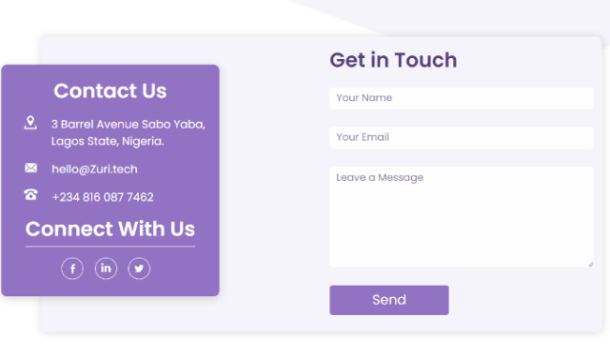 Contact Us
3 Barrel Avenue Sabo Yaba,
Lagos State, Nigeria.
hello@Zuri.tech
+234 816 087 7462
Connect With Us
f
in
Get in Touch
Your Name
Your Email
Leave a Message
Send